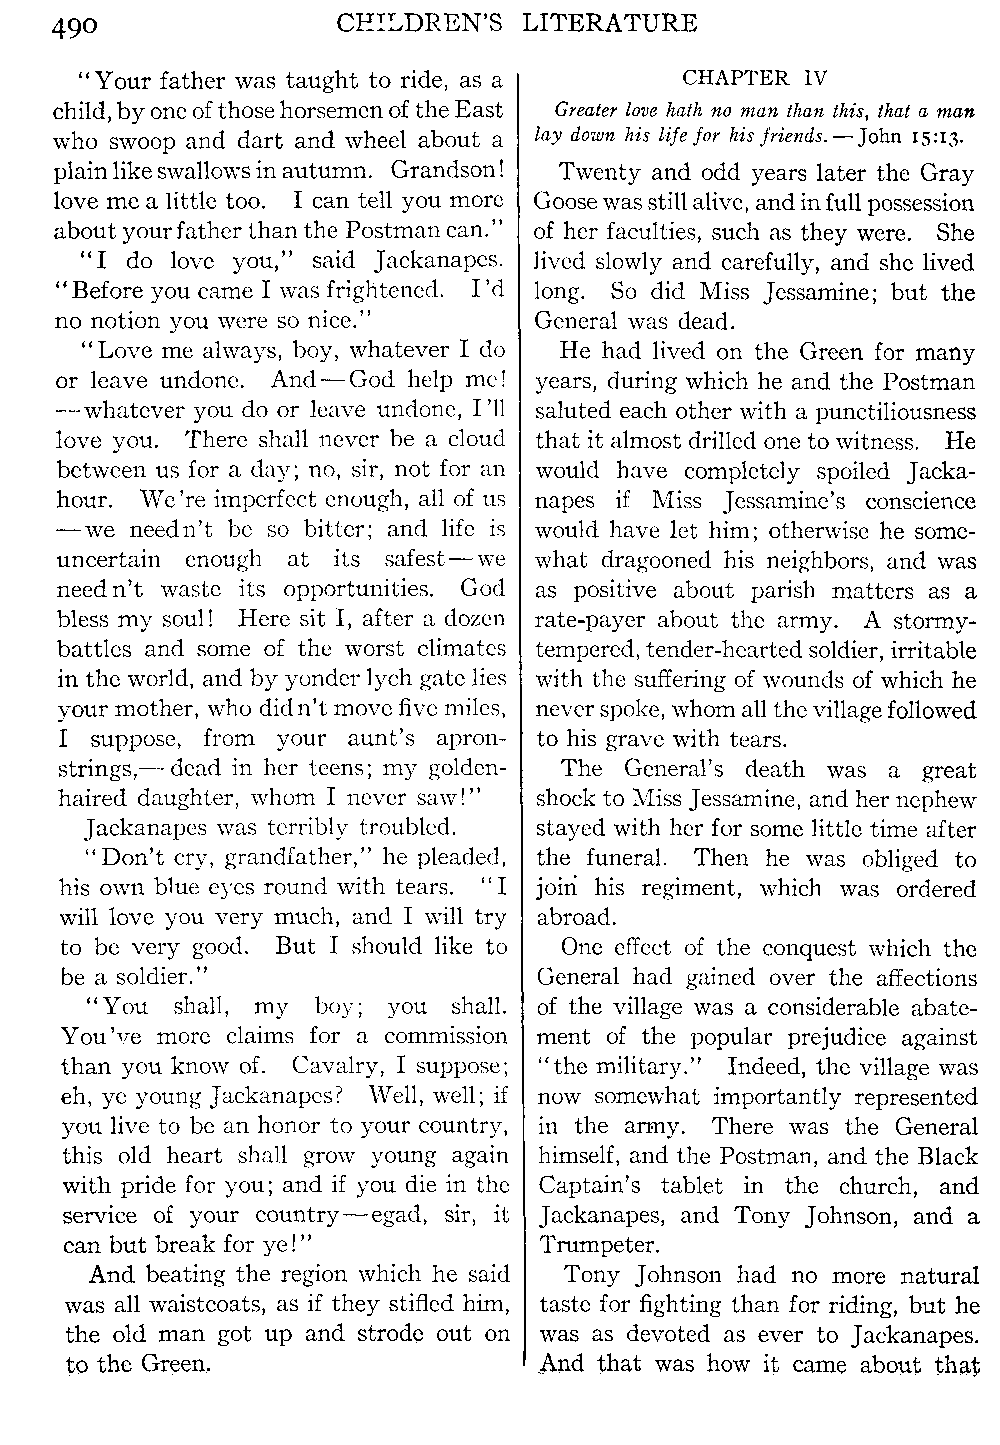 490
CHILDREN'S LITERATURE
"Your father was taught to ride, as a
child, by one of those horsemen of the East
who swoop and dart and wheel about a
plain like swallows in autumn. Grandson!
love me a little too. I can tell you more
about your father than the Postman can."
"I do love you," said Jackanapes.
"Before you came I was frightened. I'd
no notion you were so nice."
"Love me always, boy, whatever I do
or leave undone. And—God help me!
—whatever you do or leave undone, I'll
love you. There shall never be a cloud
between us for a day; no, sir, not for an
hour. We're imperfect enough, all of us
—we needn't be so bitter; and life is
uncertain enough at its safest—we
needn't waste its opportunities. God
bless my soul! Here sit I, after a dozen
battles and some of the worst climates
in the world, and by yonder lych gate lies
your mother, who didn't move five miles,
I suppose, from your aunt's apron-
strings,—dead in her teens; my golden-
haired daughter, whom I never saw!"
Jackanapes was terribly troubled.
"Don't cry, grandfather," he pleaded,
his own blue eyes round with tears. "I
will love you very much, and I will try
to be very good. But I should like to
be a soldier."
"You shall, my boy; you shall.
You've more claims for a commission
than you know of. Cavalry, I suppose;
eh, ye young Jackanapes? Well, well; if
you live to be an honor to your country,
this old heart shall grow young again
with pride for you; and if you die in the
service of your country—egad, sir, it
can but break for ye!"
And beating the region which he said
was all waistcoats, as if they stifled him,
the old man got up and strode out on
to the Green.
CHAPTER IV
Greater love hath no man than this, that a man
lay down his life for his friends.—John 15:13.
Twenty and odd years later the Gray
Goose was still alive, and in full possession
of her faculties, such as they were. She
lived slowly and carefully, and she lived
long. So did Miss Jessamine; but the
General was dead.
He had lived on the Green for many
years, during which he and the Postman
saluted each other with a punctiliousness
that it almost drilled one to witness. He
would have completely spoiled Jacka-
napes if Miss Jessamine's conscience
would have let him; otherwise he some-
what dragooned his neighbors, and was
as positive about parish matters as a
rate-payer about the army. A stormy-
tempered, tender-hearted soldier, irritable
with the suffering of wounds of which he
never spoke, whom all the village followed
to his grave with tears.
The General's death was a great
shock to Miss Jessamine, and her nephew
stayed with her for some little time after
the funeral. Then he was obliged to
join his regiment, which was ordered
abroad.
One effect of the conquest which the
General had gained over the affections
of the village was a considerable abate-
ment of the popular prejudice against
"the military." Indeed, the village was
now somewhat importantly represented
in the army. There was the General
himself, and the Postman, and the Black
Captain's tablet in the church, and
Jackanapes, and Tony Johnson, and a
Trumpeter.
Tony Johnson had no more natural
taste for fighting than for riding, but he
was as devoted as ever to Jackanapes.
And that was how it came about that